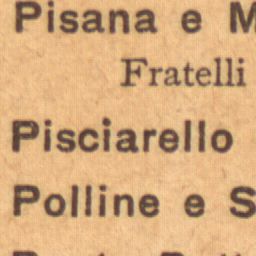 Pisana e M
Fratelli
Pisciarello
Polline e S